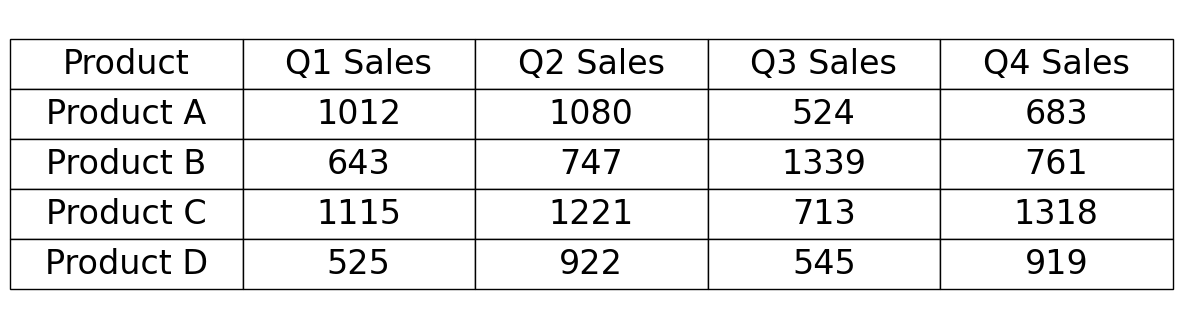 Product Q1 Sales Q2 Sales Q3 Sales Q4 Sales
Product A 1012 1080 524 683
Product B 643 747 1339 761
Product C 1115 1221 713 1318
Product D 525 922 545 919